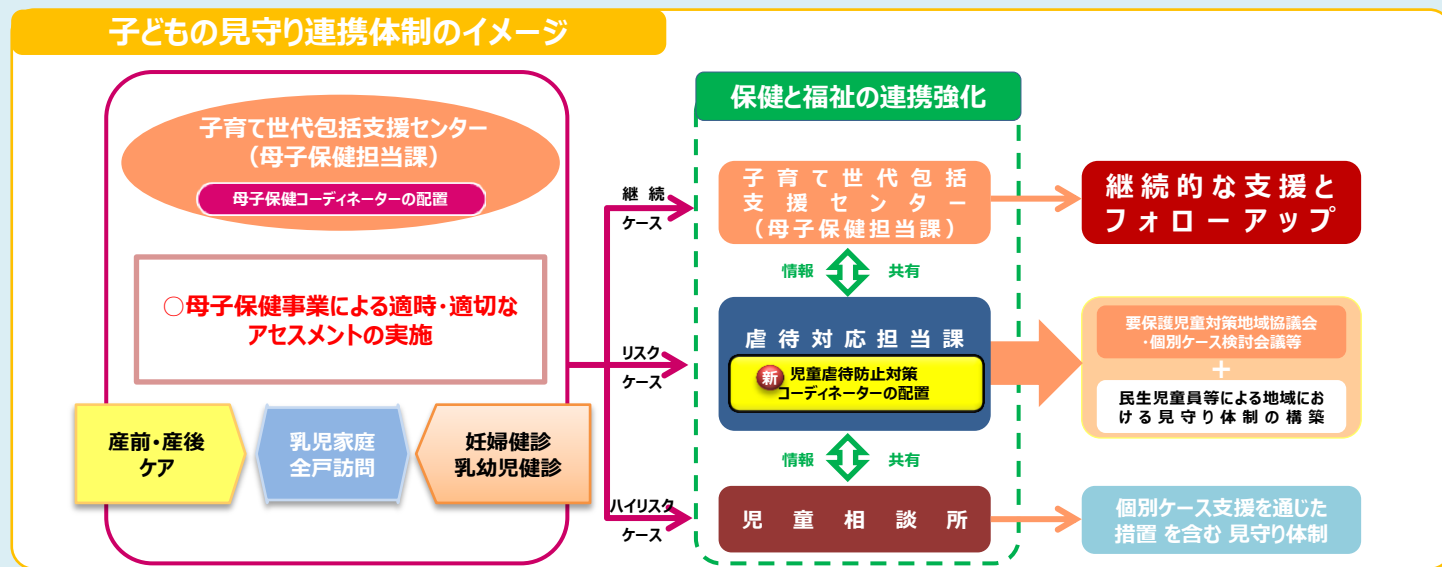 子どもの見守り連携体制のイメージ
子育て世代包括支援センター
（母子保健担当課）
母子保健コーディネーターの配置
○母子保健事業による適時・適切な
アセスメントの実施
産前・産後
ケア
乳児家庭
全戸訪問
妊婦健診
乳幼児健診
継続
ケース
リスク
ケース
ハイリスク
ケース
保健と福祉の連携強化
子育て世代包括
支援センター
（母子保健担当課）
情報 共有
虐待対応担当課
新 児童虐待防止対策
コーディネーターの配置
情報 共有
児童相談所
継続的な支援と
フォローアップ
要保護児童対策地域協議会
・個別ケース検討会議等
＋
民生児童員等による地域にお
ける見守り体制の構築
個別ケース支援を通じた
措置 を含む 見守り体制